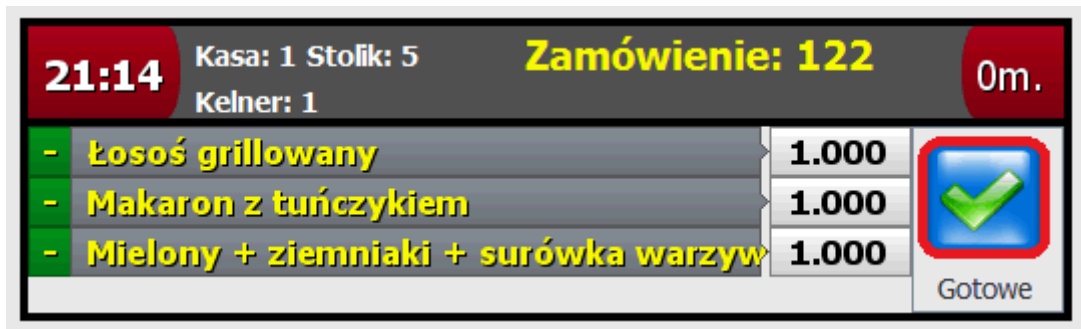 21:14
Kasa: 1 Stolik: 5
Kelner: 1
Zamówienie: 122
0m.
- Łosoś grillowany 1.000
- Makaron z tuńczykiem 1.000
- Mielony + ziemniaki + surówka warzyw 1.000
Gotowe